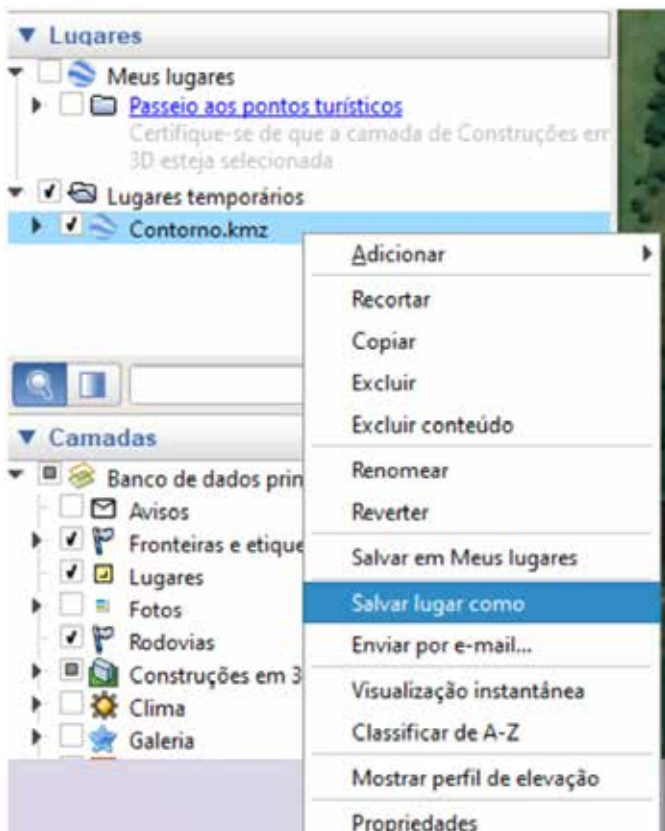 Lugares
Meus lugares
Passeio aos pontos turísticos
Certifique-se de que a camada de Construções em
3D esteja selecionada
Lugares temporários
Contorno.kmz
Adicionar
Recortar
Copiar
Excluir
Excluir conteúdo
Renomear
Reverter
Salvar em Meus lugares
Salvar lugar como
Enviar por e-mail...
Visualização instantânea
Classificar de A-Z
Mostrar perfil de elevação
Propriedades
Camadas
Banco de dados prin
Avisos
Fronteiras e etique
Lugares
Fotos
Rodovias
Construções em 3
Clima
Galeria